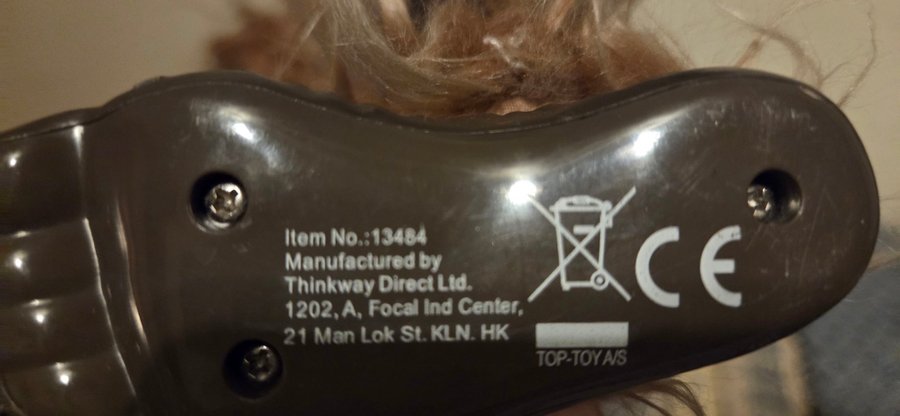 Item No.:13484
Manufactured by
Thinkway Direct Ltd.
1202, A, Focal Ind Center,
21 Man Lok St. KLN. HK
CE
TOP-TOY A/S